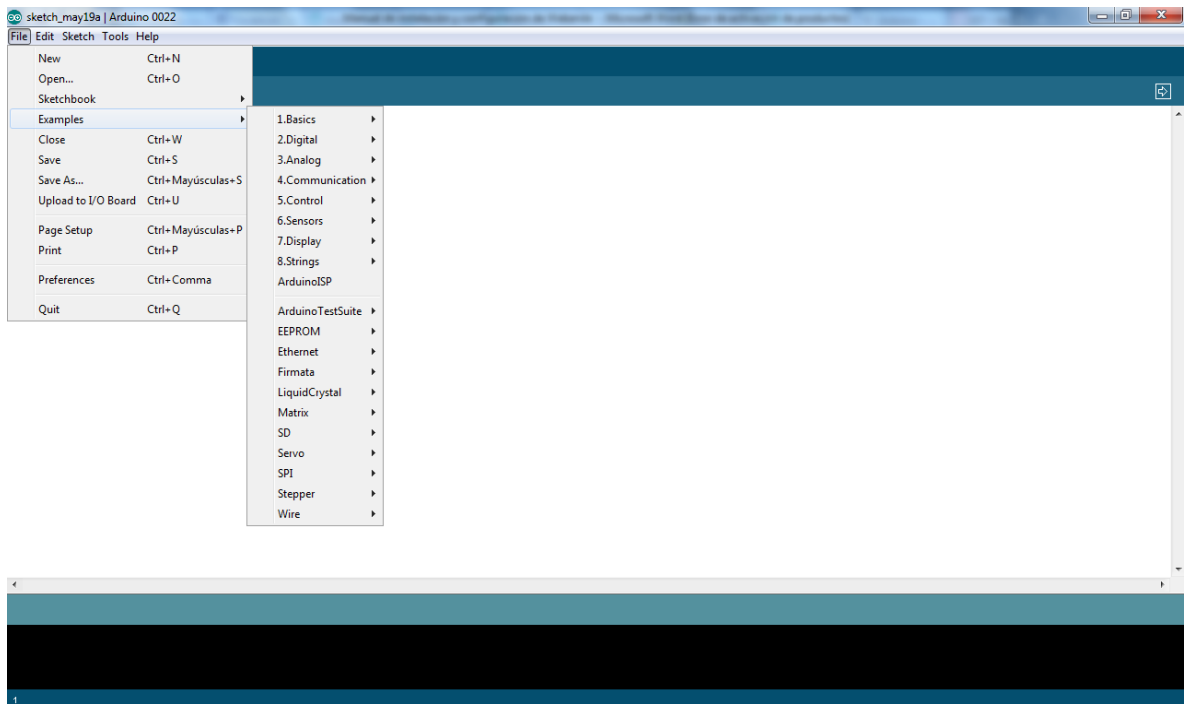 sketch_may19a | Arduino 0022
File Edit Sketch Tools Help
New Ctrl+N
Open... Ctrl+O
Sketchbook
Examples
Close Ctrl+W
Save Ctrl+S
Save As... Ctrl+Mayúsculas+S
Upload to I/O Board Ctrl+U
Page Setup Ctrl+Mayúsculas+P
Print Ctrl+P
Preferences Ctrl+Comma
Quit Ctrl+Q
1.Basics
2.Digital
3.Analog
4.Communication
5.Control
6.Sensors
7.Display
8.Strings
ArduinoISP
ArduinoTestSuite
EEPROM
Ethernet
Firmata
LiquidCrystal
Matrix
SD
Servo
SPI
Stepper
Wire
1